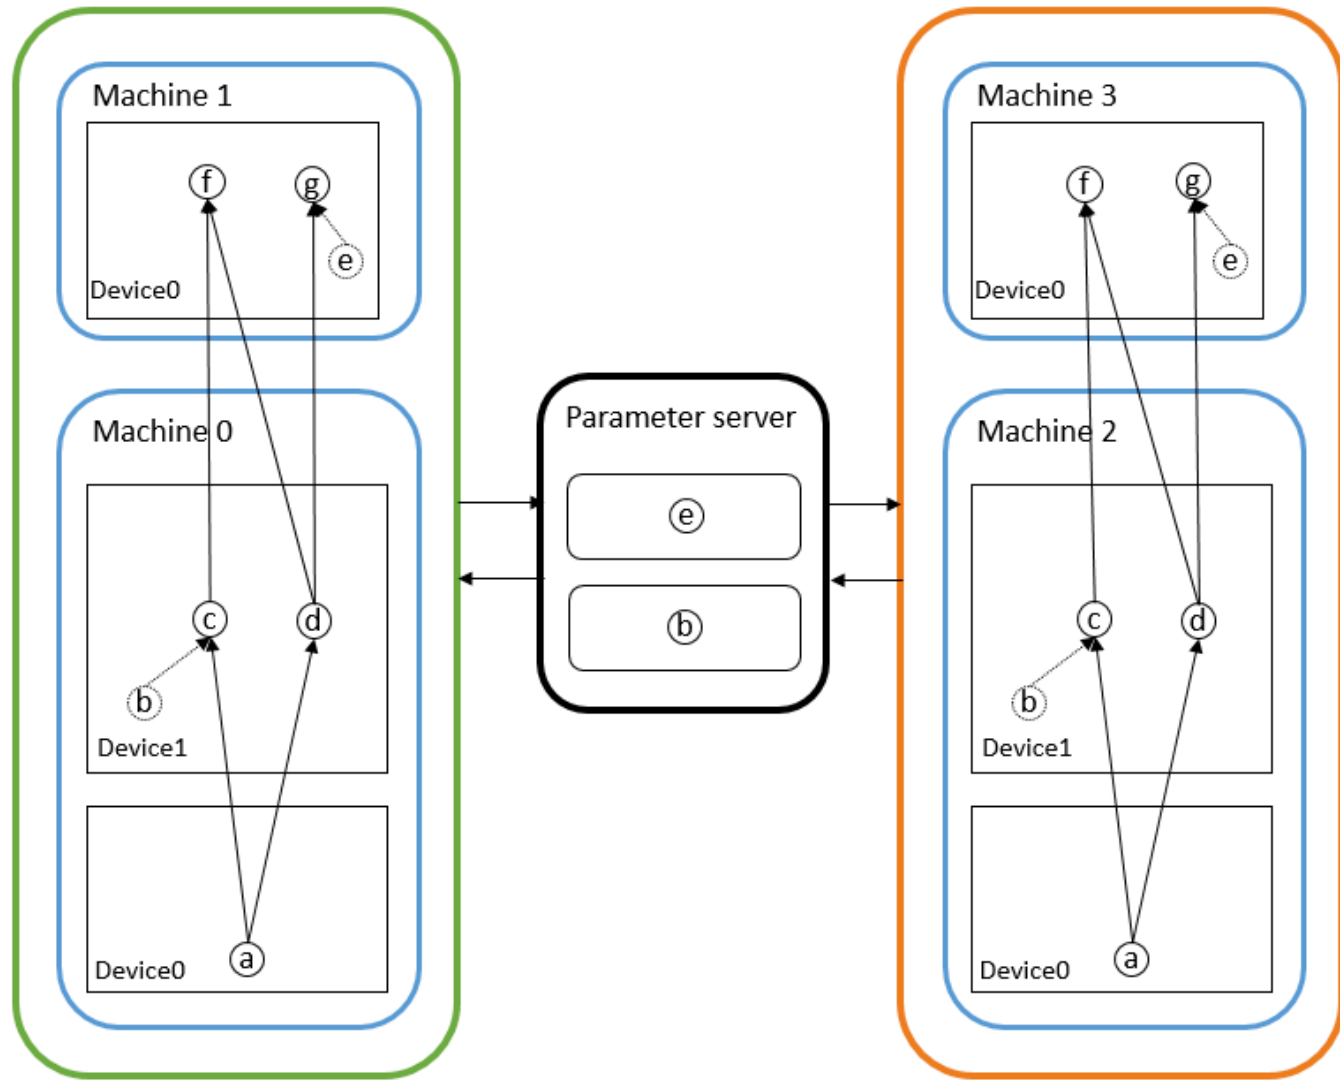 Machine 1
f
g
e
Device0
Machine 0
c
d
b
Device1
a
Device0
Parameter server
e
b
Machine 3
f
g
e
Device0
Machine 2
c
d
b
Device1
a
Device0